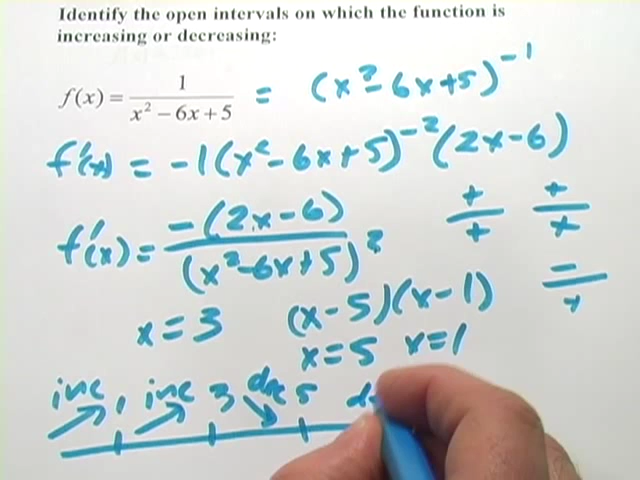 Identify the open intervals on which the function is
increasing or decreasing:
f(x) = 1 / (x² − 6x + 5) = (x² − 6x + 5)⁻¹
f'(x) = −1(x² − 6x + 5)⁻² (2x − 6)
f'(x) = −(2x − 6) / (x² − 6x + 5)²
+ / + + / +
− / +
x = 3 (x − 5)(x − 1)
x = 5 x = 1
inc 1 inc 3 dec 5 d